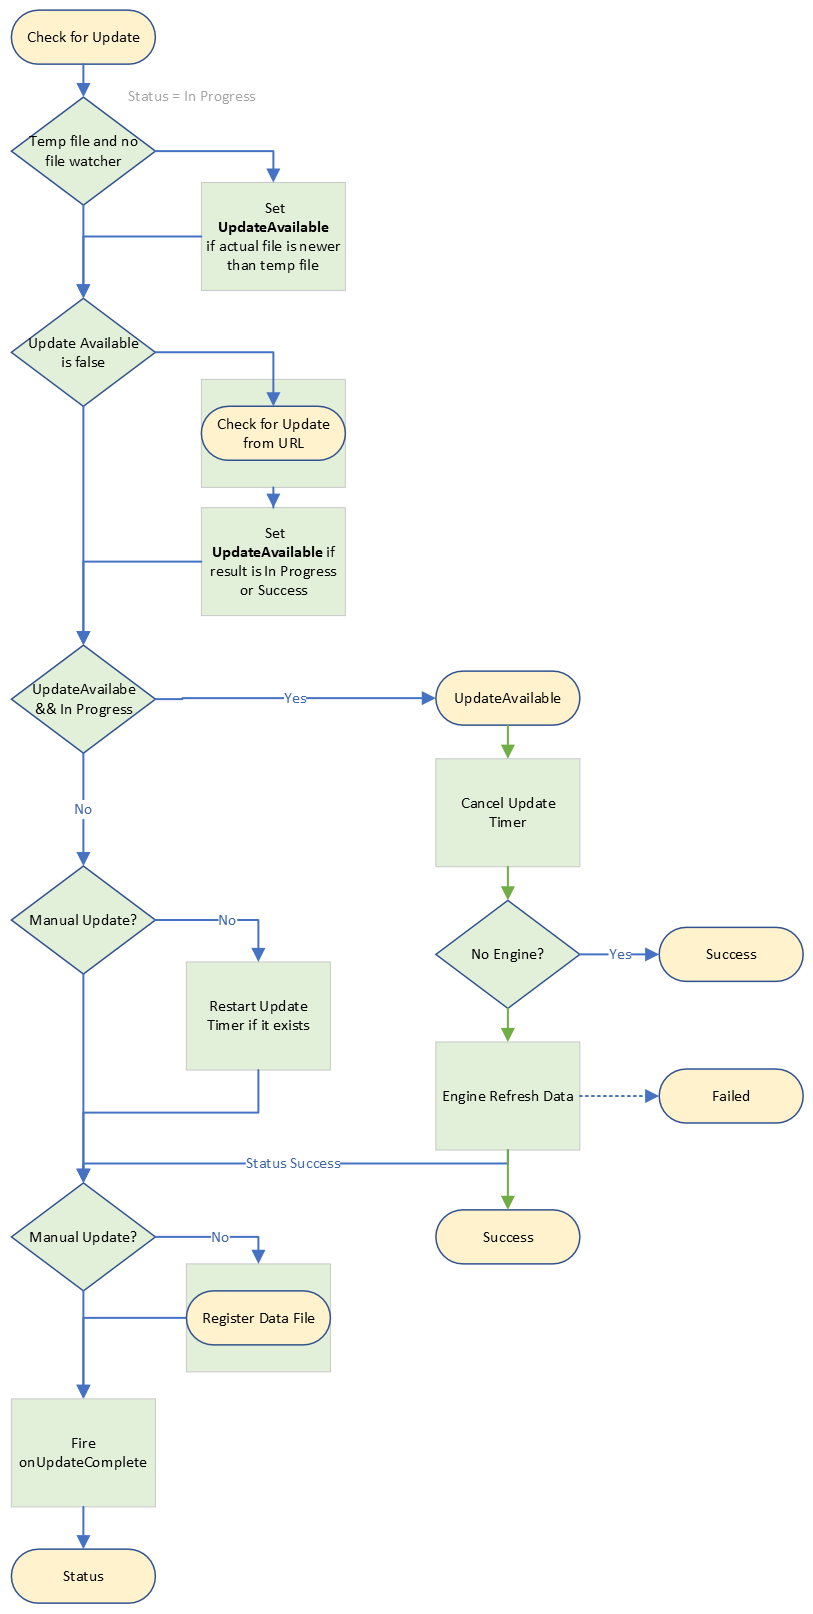 Check for Update
Status = In Progress
Temp file and no
file watcher
Set
UpdateAvailable
if actual file is newer
than temp file
Update Available
is false
Check for Update
from URL
Set
UpdateAvailable if
result is In Progress
or Success
UpdateAvailabe
&& In Progress
Yes
UpdateAvailable
Cancel Update
Timer
No
Manual Update?
No
No Engine?
Yes
Success
Restart Update
Timer if it exists
Engine Refresh Data
Failed
Status Success
Manual Update?
No
Success
Register Data File
Fire
onUpdateComplete
Status